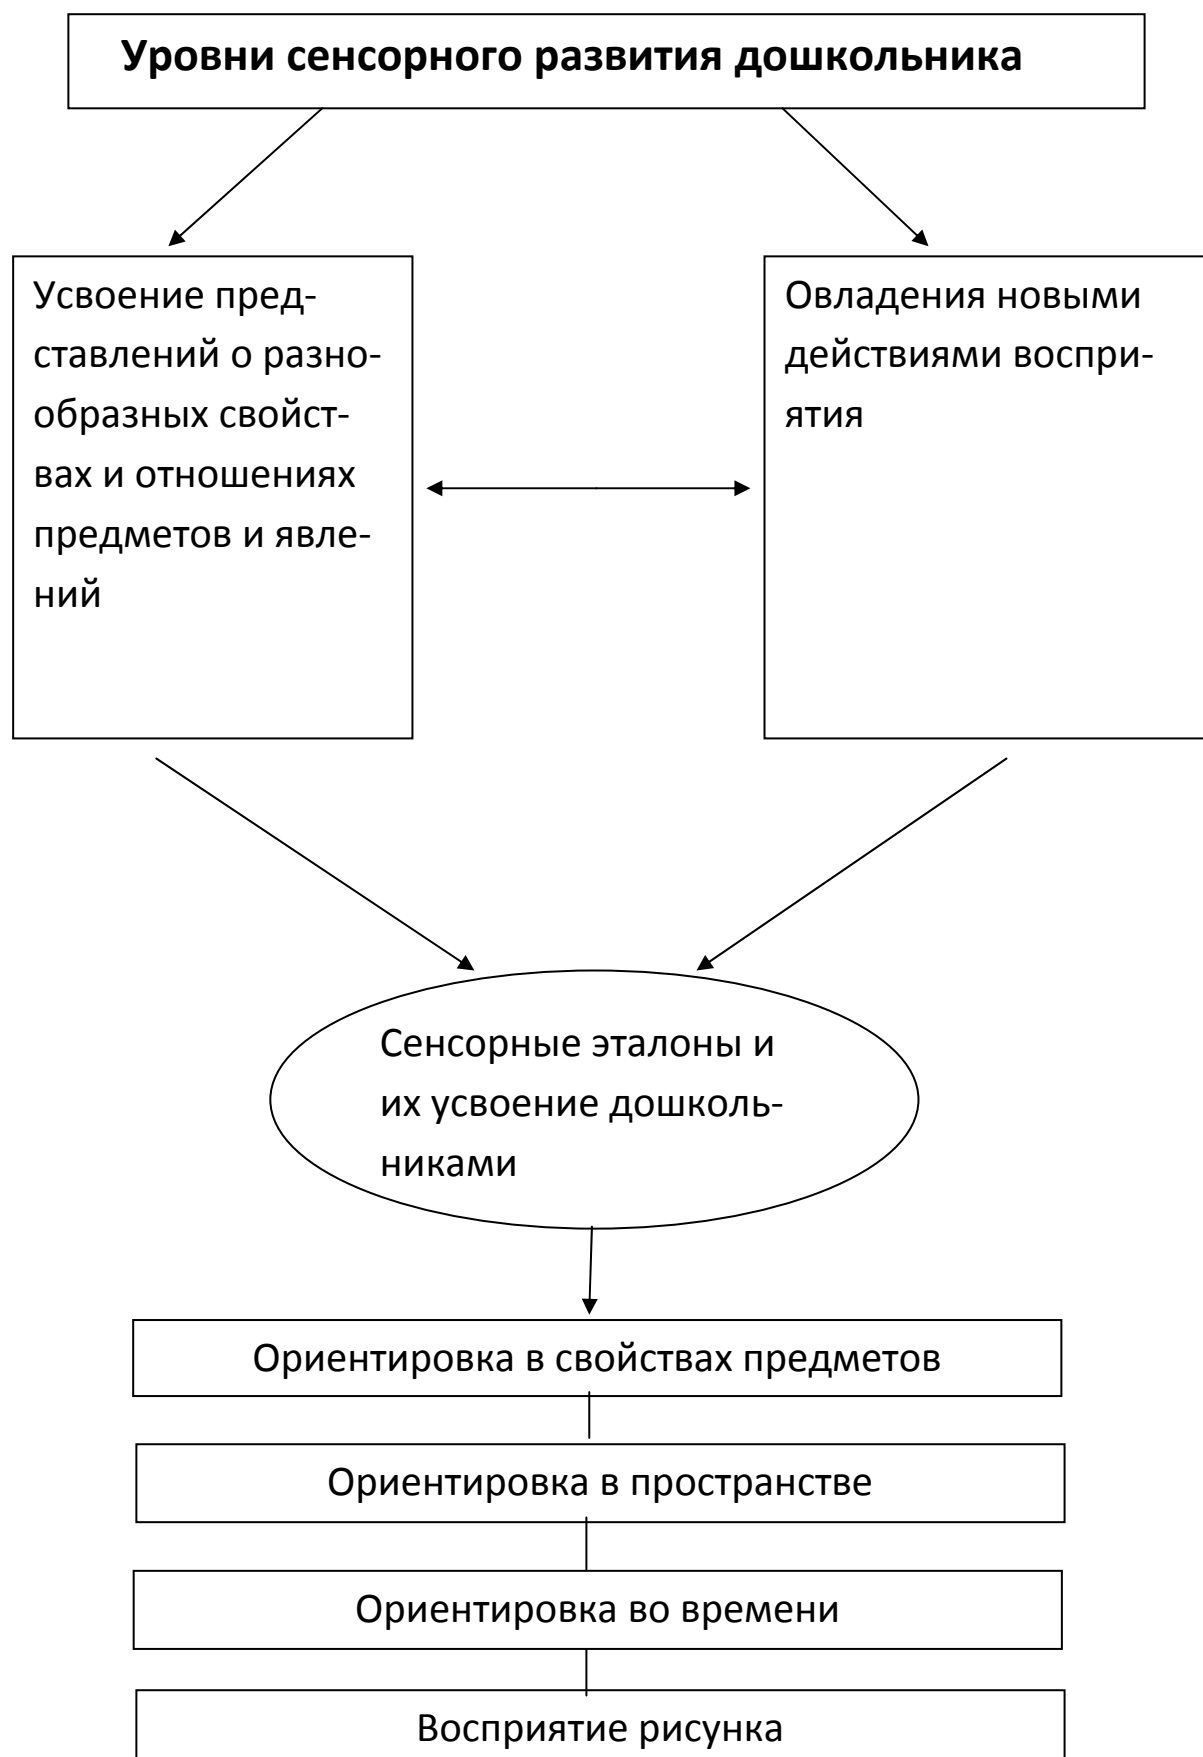 Уровни сенсорного развития дошкольника
Усвоение пред-
ставлений о разно-
образных свойст-
вах и отношениях
предметов и явле-
ний
Овладения новыми
действиями воспри-
ятия
Сенсорные эталоны и
их усвоение дошколь-
никами
Ориентировка в свойствах предметов
Ориентировка в пространстве
Ориентировка во времени
Восприятие рисунка